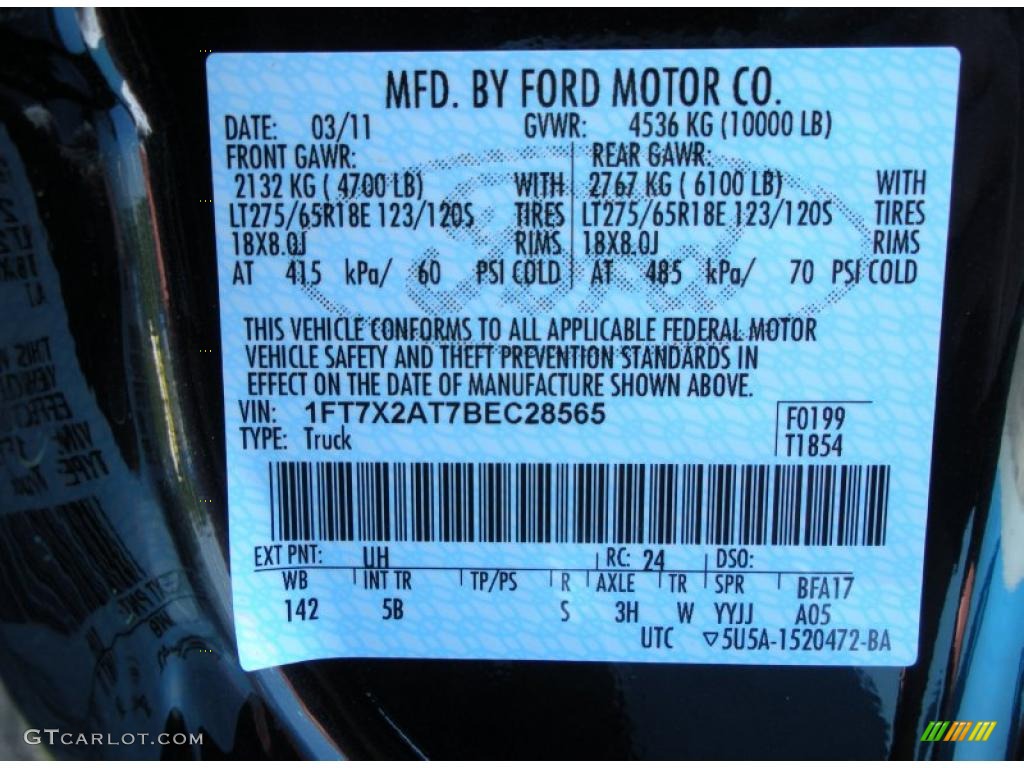 MFD. BY FORD MOTOR CO.
DATE: 03/11 GVWR: 4536 KG (10000 LB)
FRONT GAWR: REAR GAWR:
2132 KG ( 4700 LB) WITH 2767 KG ( 6100 LB) WITH
LT275/65R18E 123/120S TIRES LT275/65R18E 123/120S TIRES
18X8.0J RIMS 18X8.0J RIMS
AT 415 kPa/ 60 PSI COLD AT 485 kPa/ 70 PSI COLD
THIS VEHICLE CONFORMS TO ALL APPLICABLE FEDERAL MOTOR
VEHICLE SAFETY AND THEFT PREVENTION STANDARDS IN
EFFECT ON THE DATE OF MANUFACTURE SHOWN ABOVE.
VIN: 1FT7X2AT7BEC28565 F0199
TYPE: Truck T1854
EXT PNT: UH RC: 24 DSO:
WB INT TR TP/PS R AXLE TR SPR BFA17
142 5B S 3H W YYJJ A05
UTC ▽5U5A-1520472-BA
GTCARLOT.COM